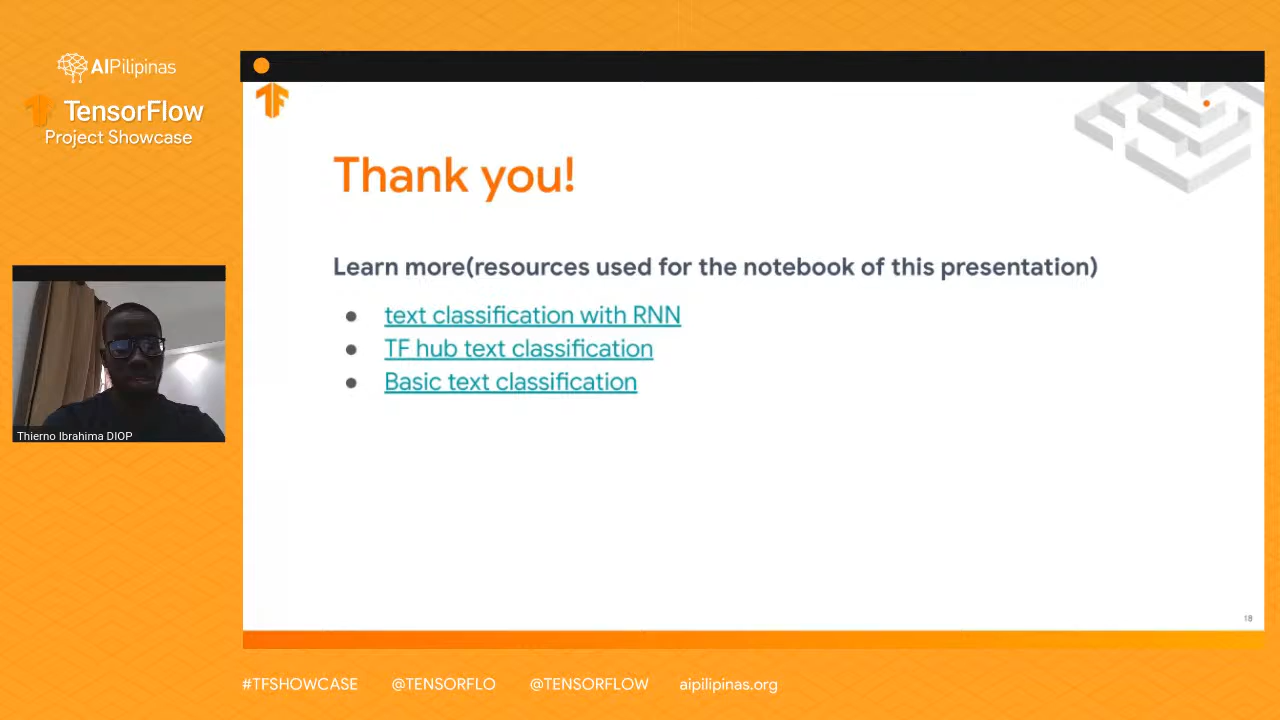 AIPilipinas
TensorFlow
Project Showcase
Thank you!
Learn more(resources used for the notebook of this presentation)
text classification with RNN
TF hub text classification
Basic text classification
Thierno Ibrahima DIOP
18
#TFSHOWCASE @TENSORFLO @TENSORFLOW aipilipinas.org